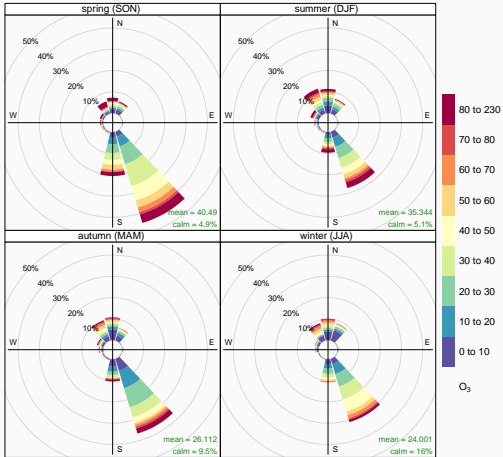 spring (SON)
50%
40%
30%
20%
10%
N
W
E
S
mean = 40.49
calm = 4.9%
summer (DJF)
50%
40%
30%
20%
10%
N
W
E
S
mean = 35.344
calm = 5.1%
autumn (MAM)
50%
40%
30%
20%
10%
N
W
E
S
mean = 26.112
calm = 9.5%
winter (JJA)
50%
40%
30%
20%
10%
N
W
E
S
mean = 24.001
calm = 16%
80 to 230
70 to 80
60 to 70
50 to 60
40 to 50
30 to 40
20 to 30
10 to 20
0 to 10
O₃